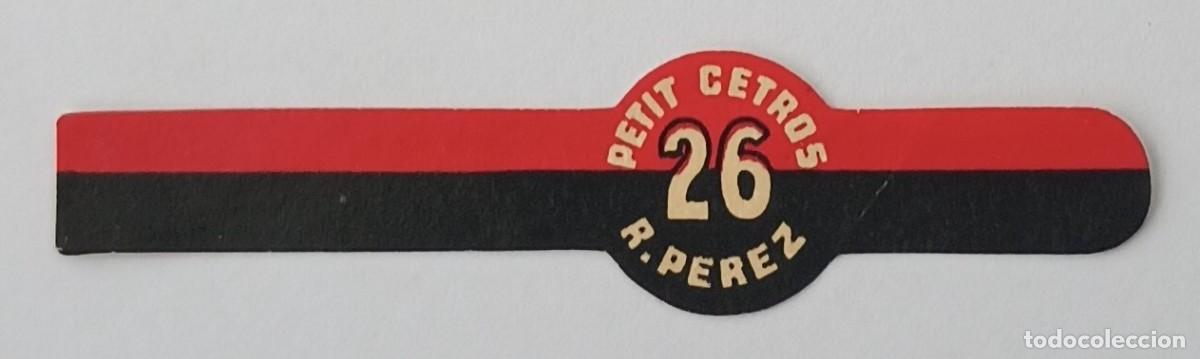 PETIT CETROS
26
R. PEREZ
todocoleccion